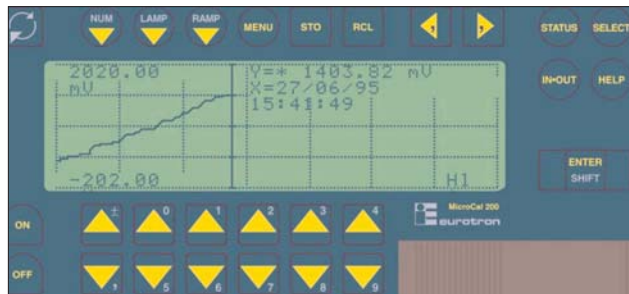 NUM LAMP RAMP MENU STO RCL STATUS SELECT
2020.00 Y=* 1403.82 mV
mV X=27/06/95
15:41:49
IN•OUT HELP
-202.00 H1
ENTER
SHIFT
± 0 1 2 3 4
MicroCal 200
eurotron
ON
OFF
, 5 6 7 8 9